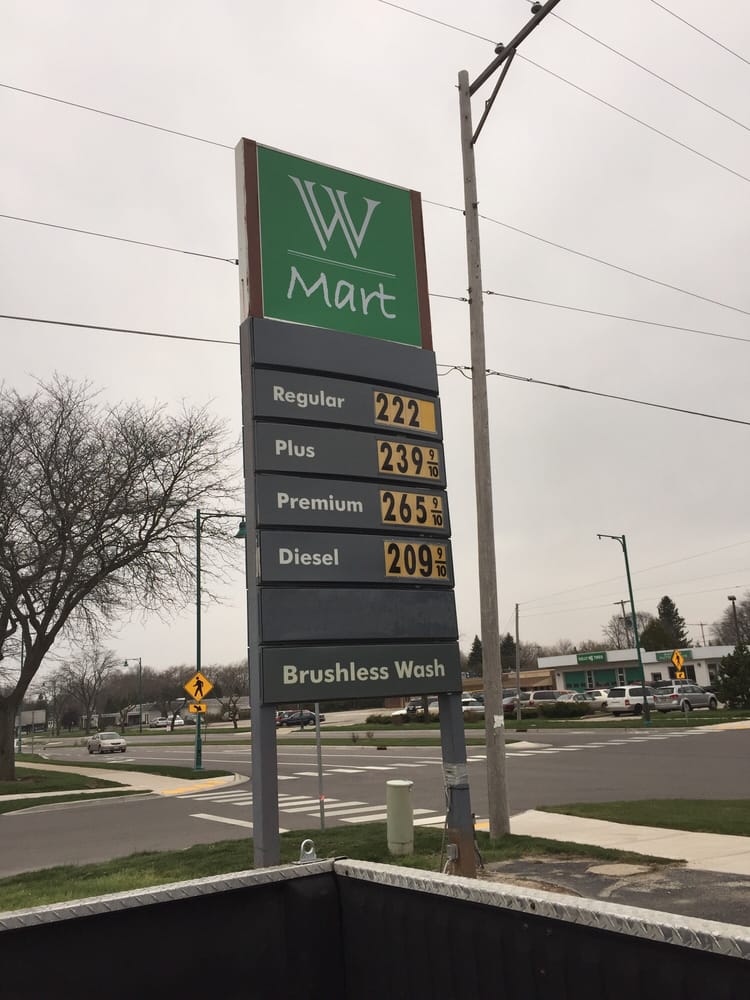 W
Mart
Regular 222
Plus 239 9/10
Premium 265 9/10
Diesel 209 9/10
Brushless Wash